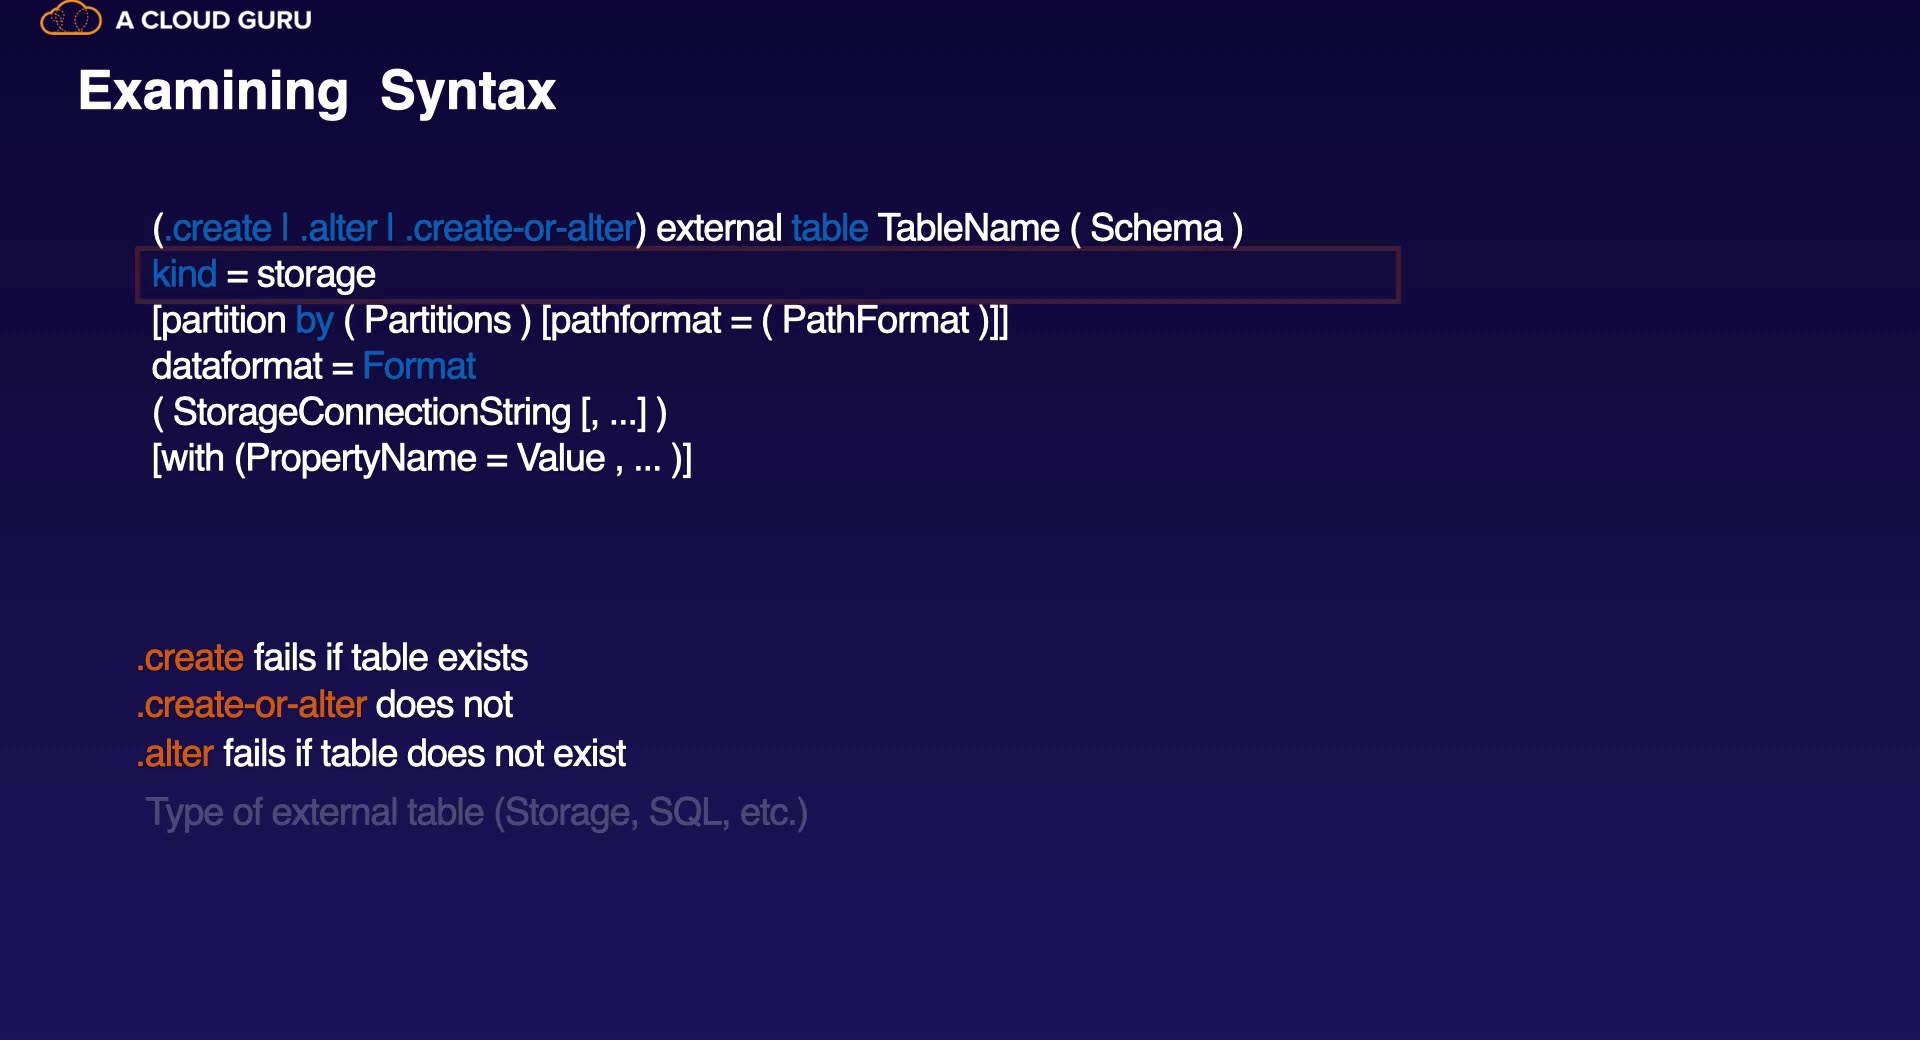 A CLOUD GURU
Examining Syntax
(.create | .alter | .create-or-alter) external table TableName ( Schema )
kind = storage
[partition by ( Partitions ) [pathformat = ( PathFormat )]]
dataformat = Format
( StorageConnectionString [, ...] )
[with (PropertyName = Value , ... )]
.create fails if table exists
.create-or-alter does not
.alter fails if table does not exist
Type of external table (Storage, SQL, etc.)